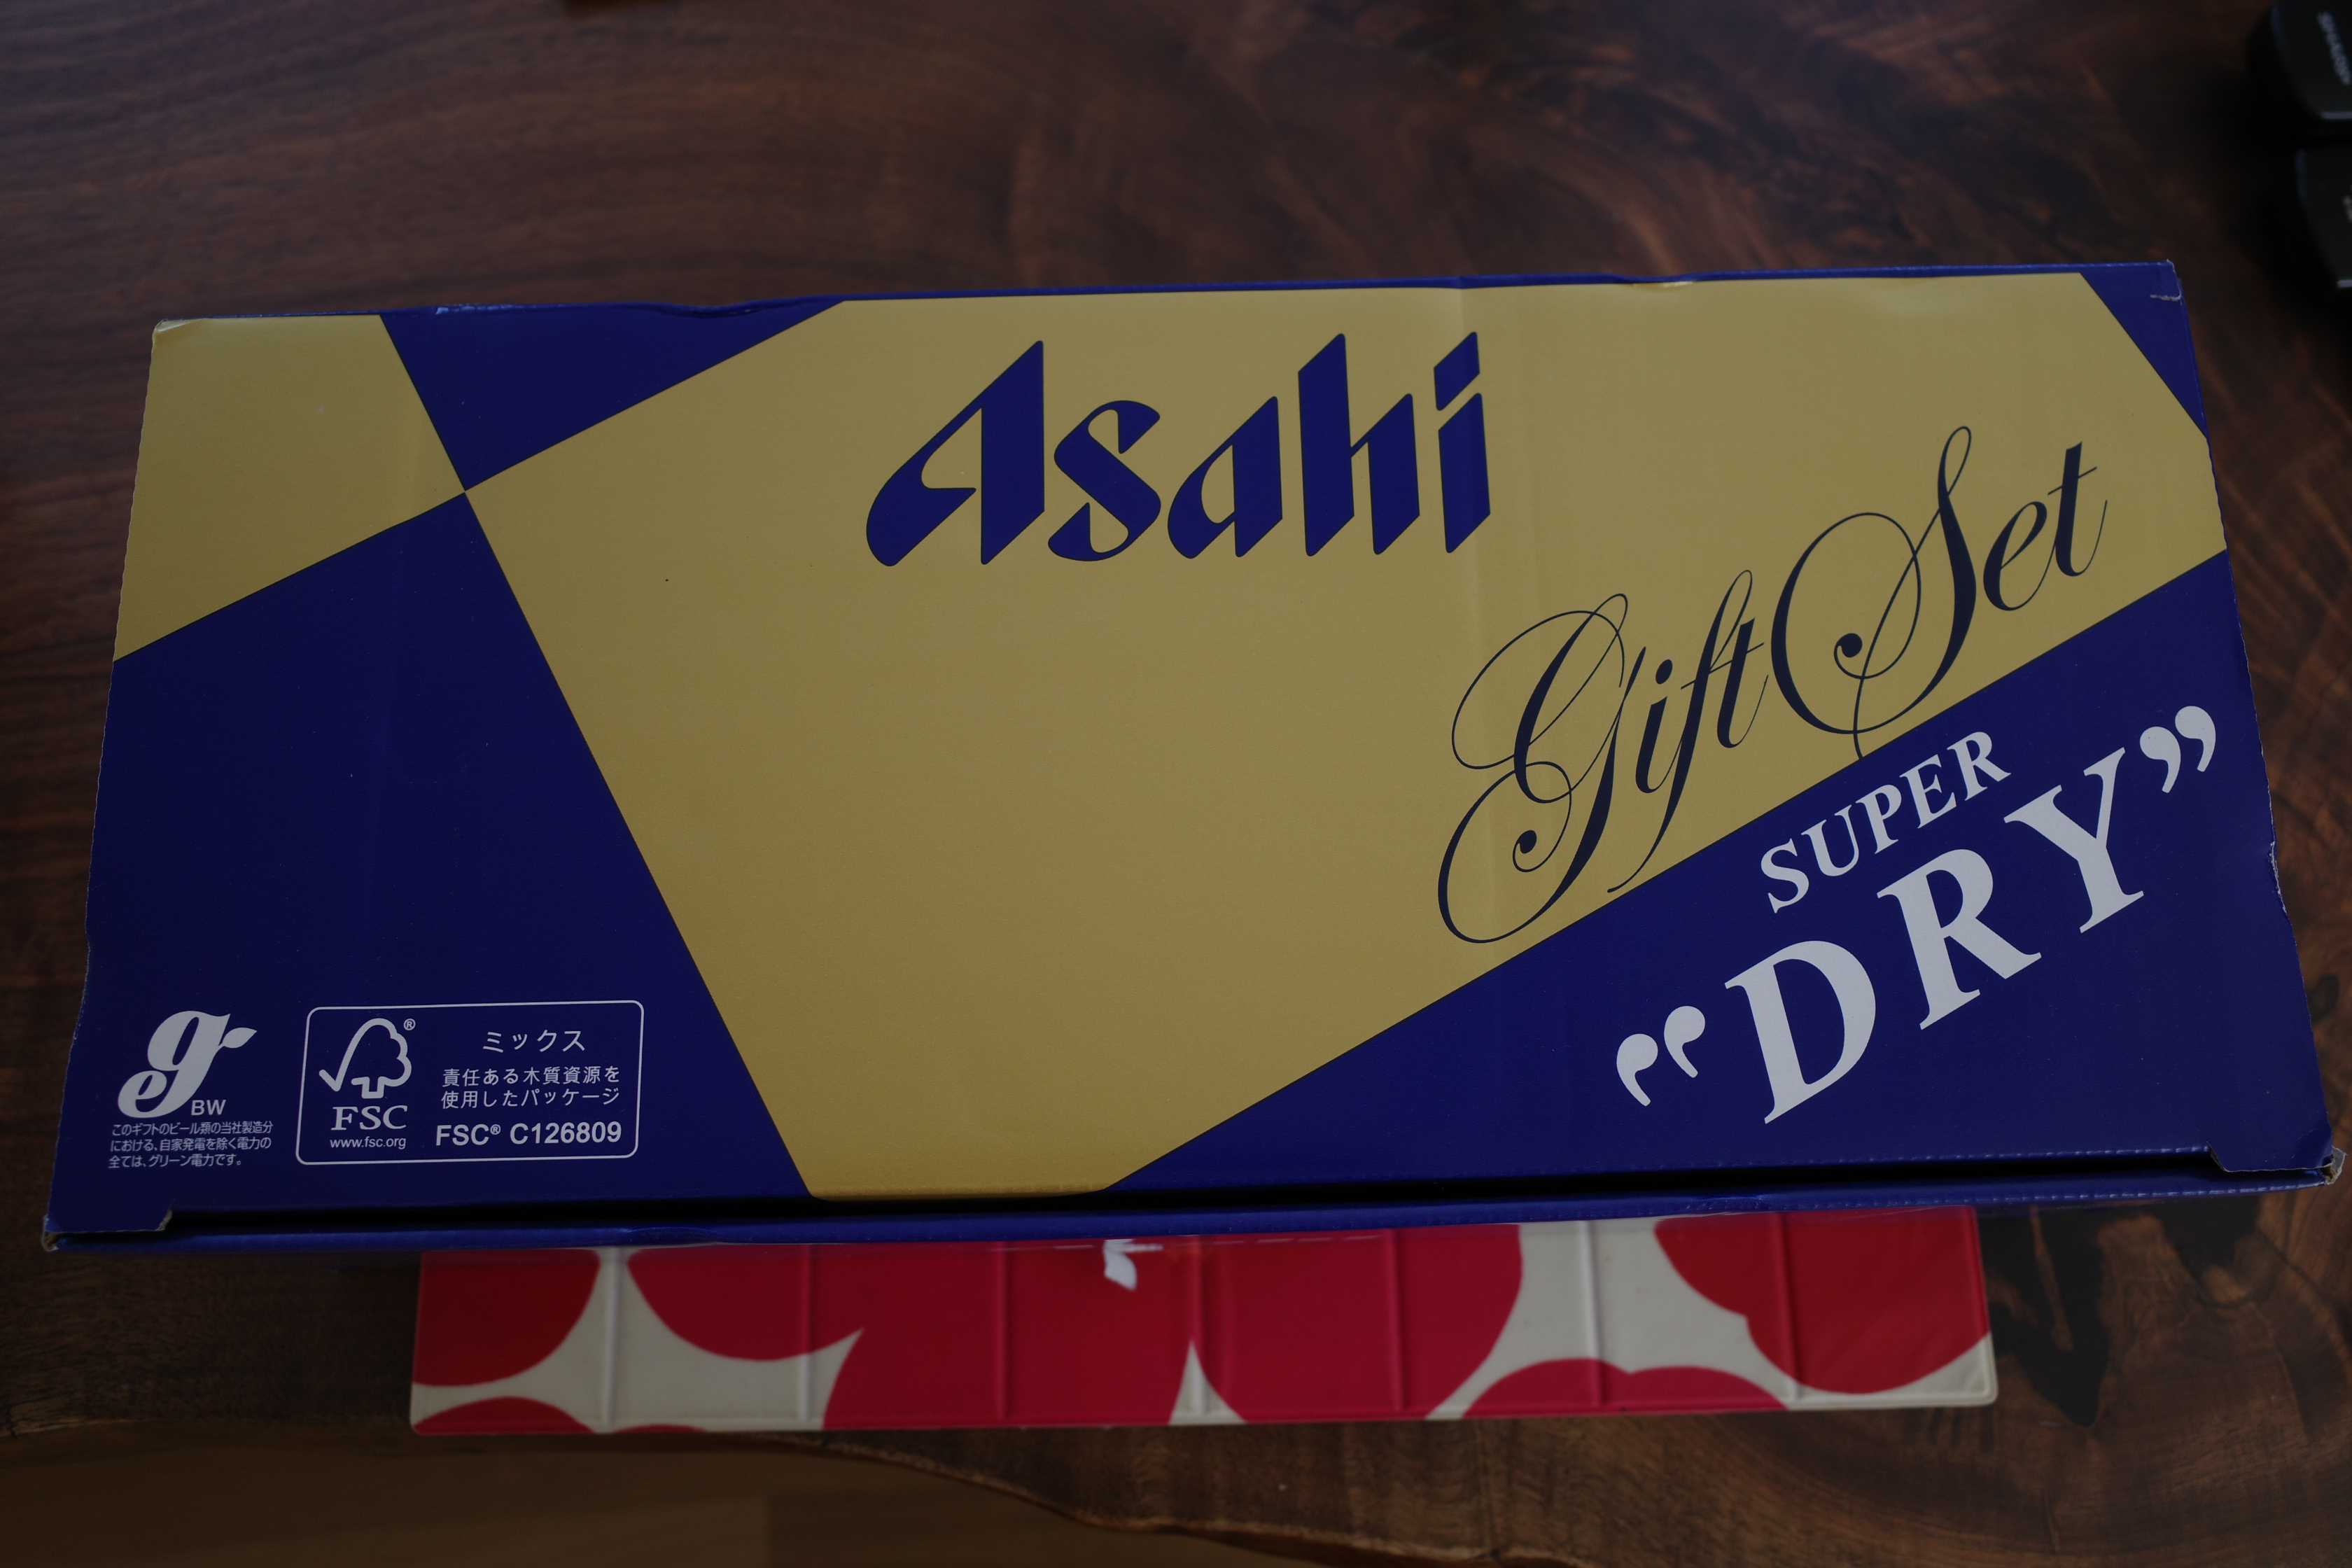 Asahi
Gift Set
SUPER
“DRY”
g
BW
このギフトのビール類の当社製造分
における、自家発電を除く電力の
全ては、グリーン電力です。
®
FSC
www.fsc.org
ミックス
責任ある木質資源を
使用したパッケージ
FSC® C126809
SHARP